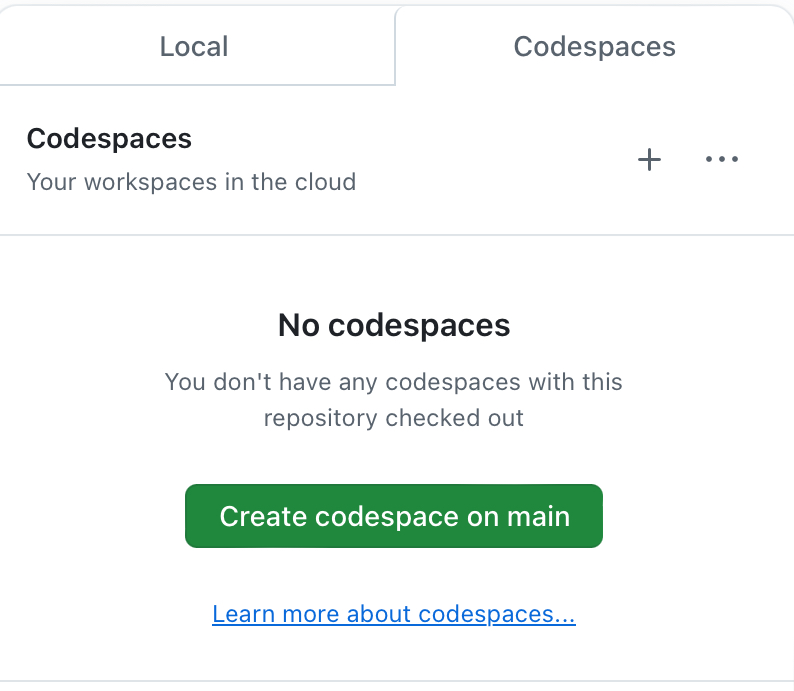 Local
Codespaces
Codespaces
Your workspaces in the cloud
No codespaces
You don't have any codespaces with this
repository checked out
Create codespace on main
Learn more about codespaces...